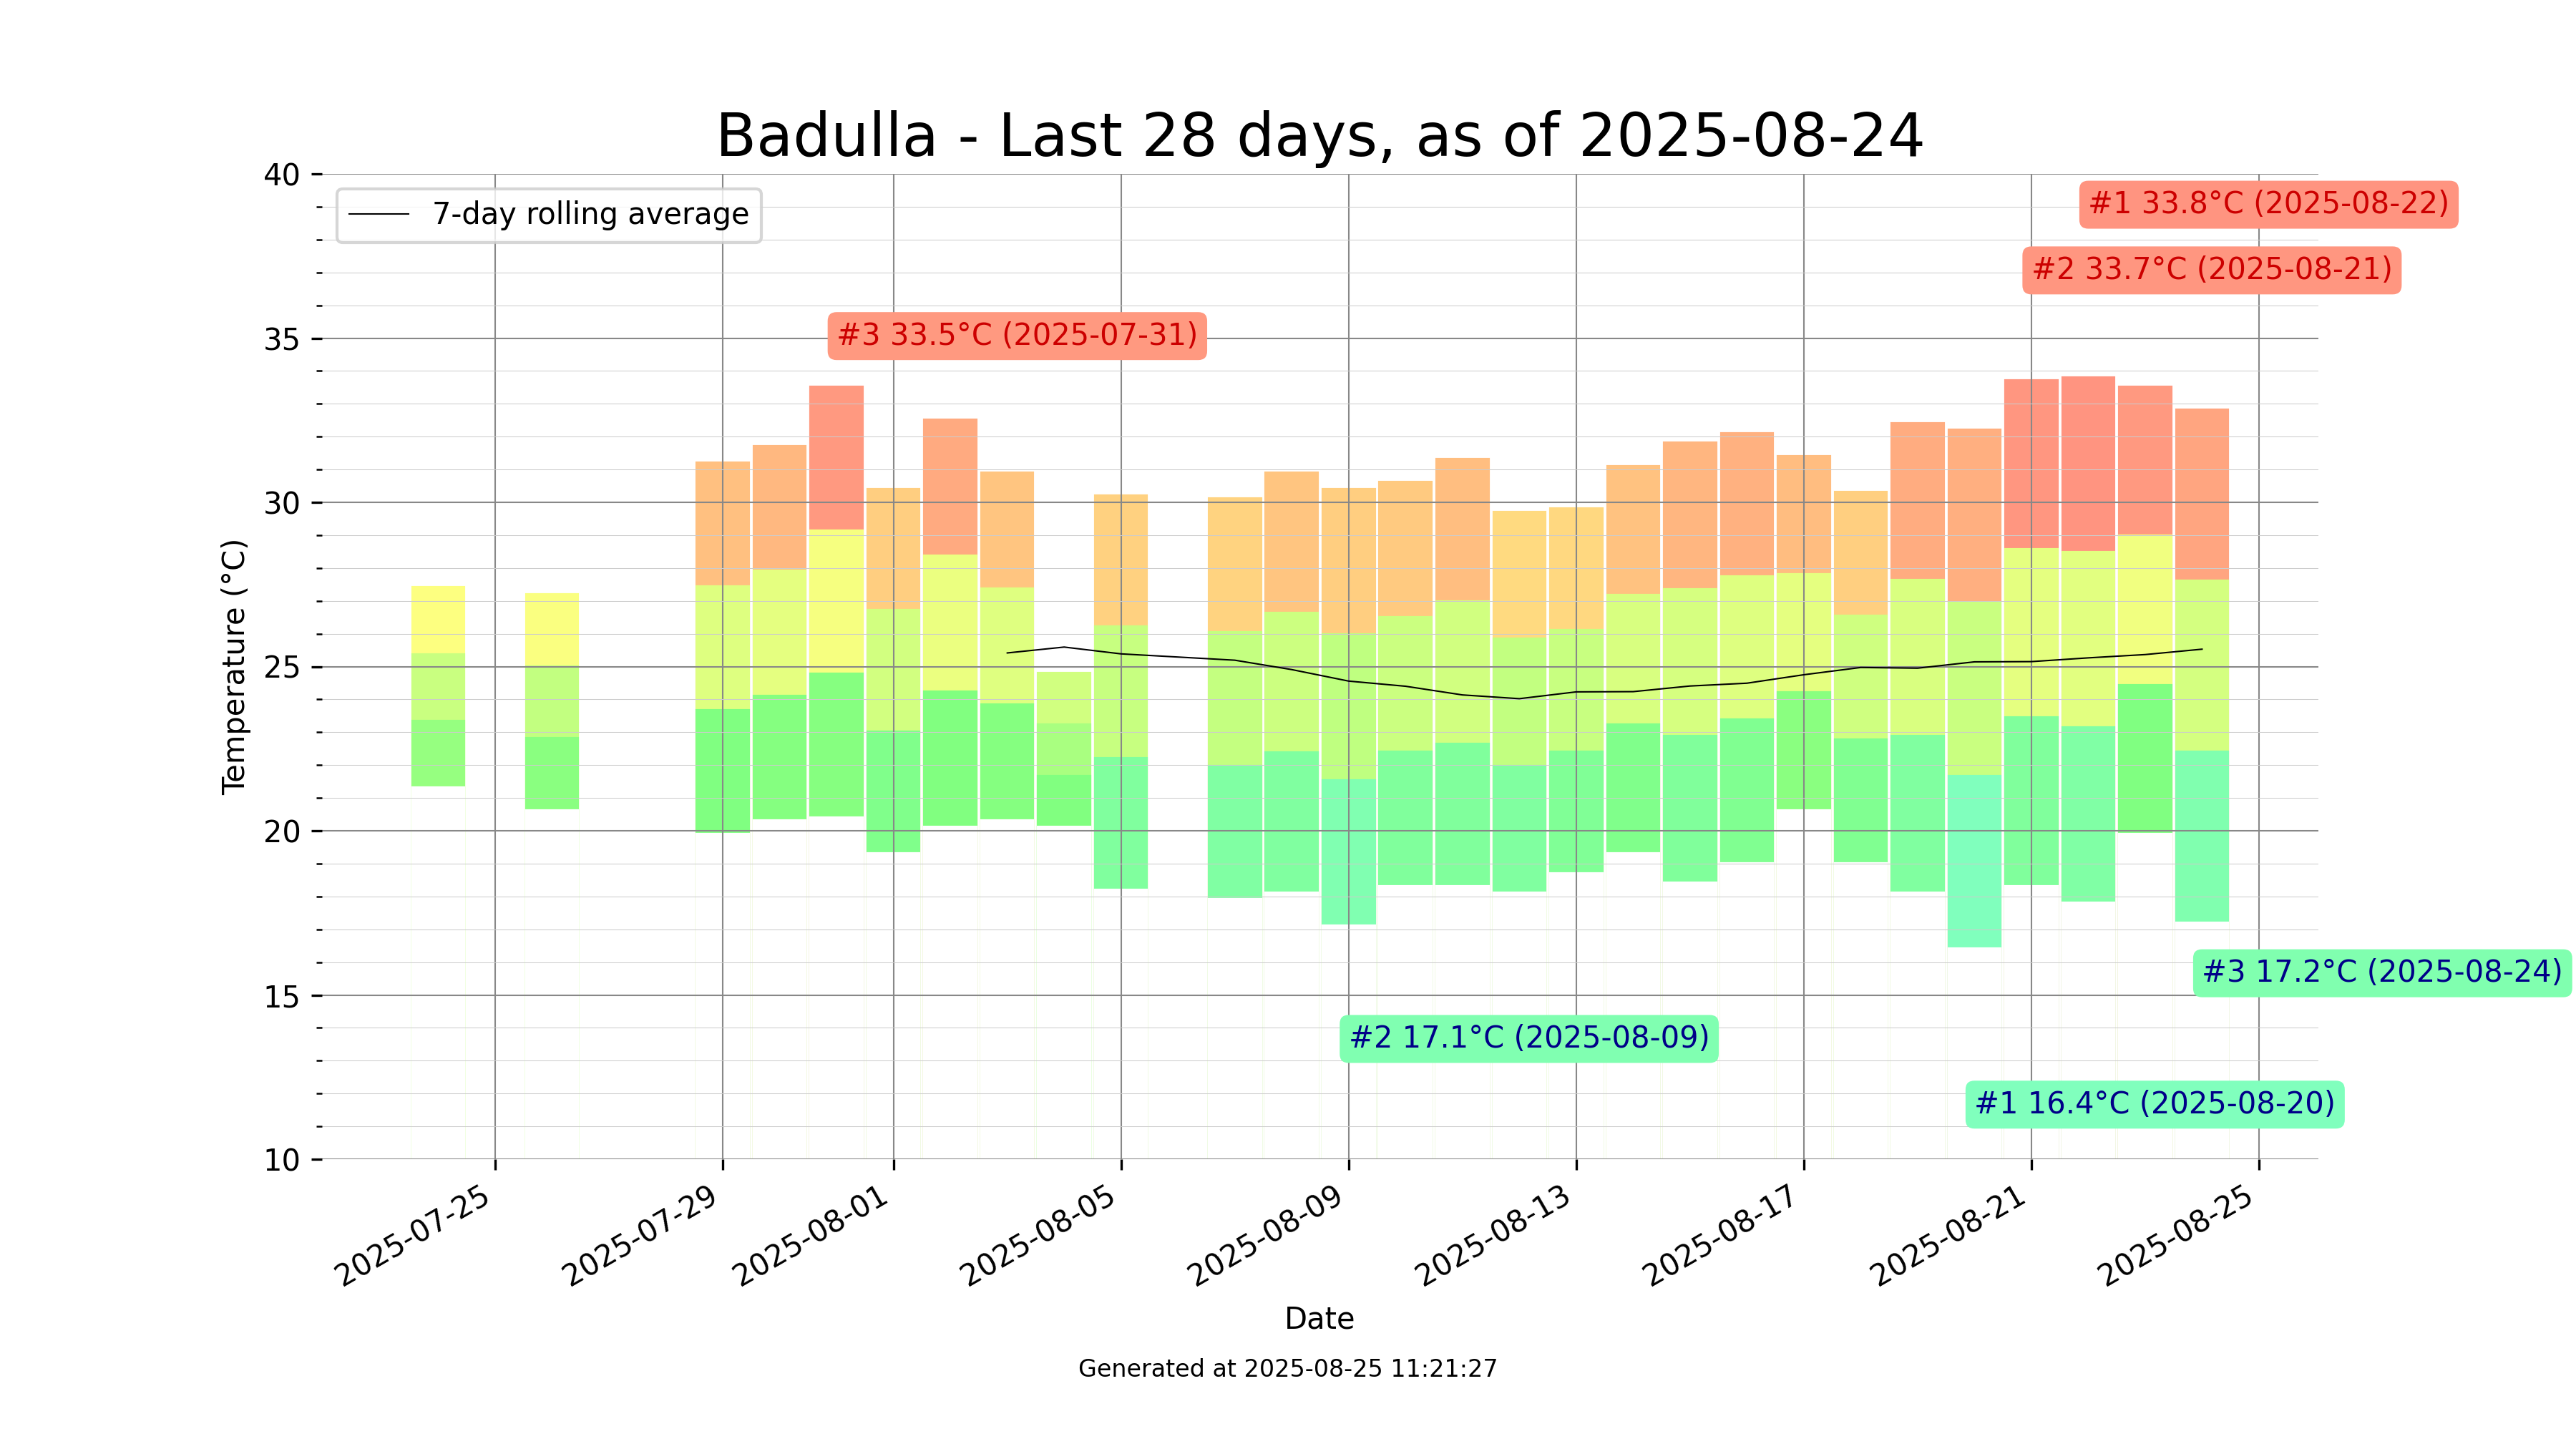 Badulla - Last 28 days, as of 2025-08-24
7-day rolling average
#1 33.8°C (2025-08-22)
#2 33.7°C (2025-08-21)
#3 33.5°C (2025-07-31)
#3 17.2°C (2025-08-24)
#2 17.1°C (2025-08-09)
#1 16.4°C (2025-08-20)
Temperature (°C)
40
35
30
25
20
15
10
2025-07-25
2025-07-29
2025-08-01
2025-08-05
2025-08-09
2025-08-13
2025-08-17
2025-08-21
2025-08-25
Date
Generated at 2025-08-25 11:21:27